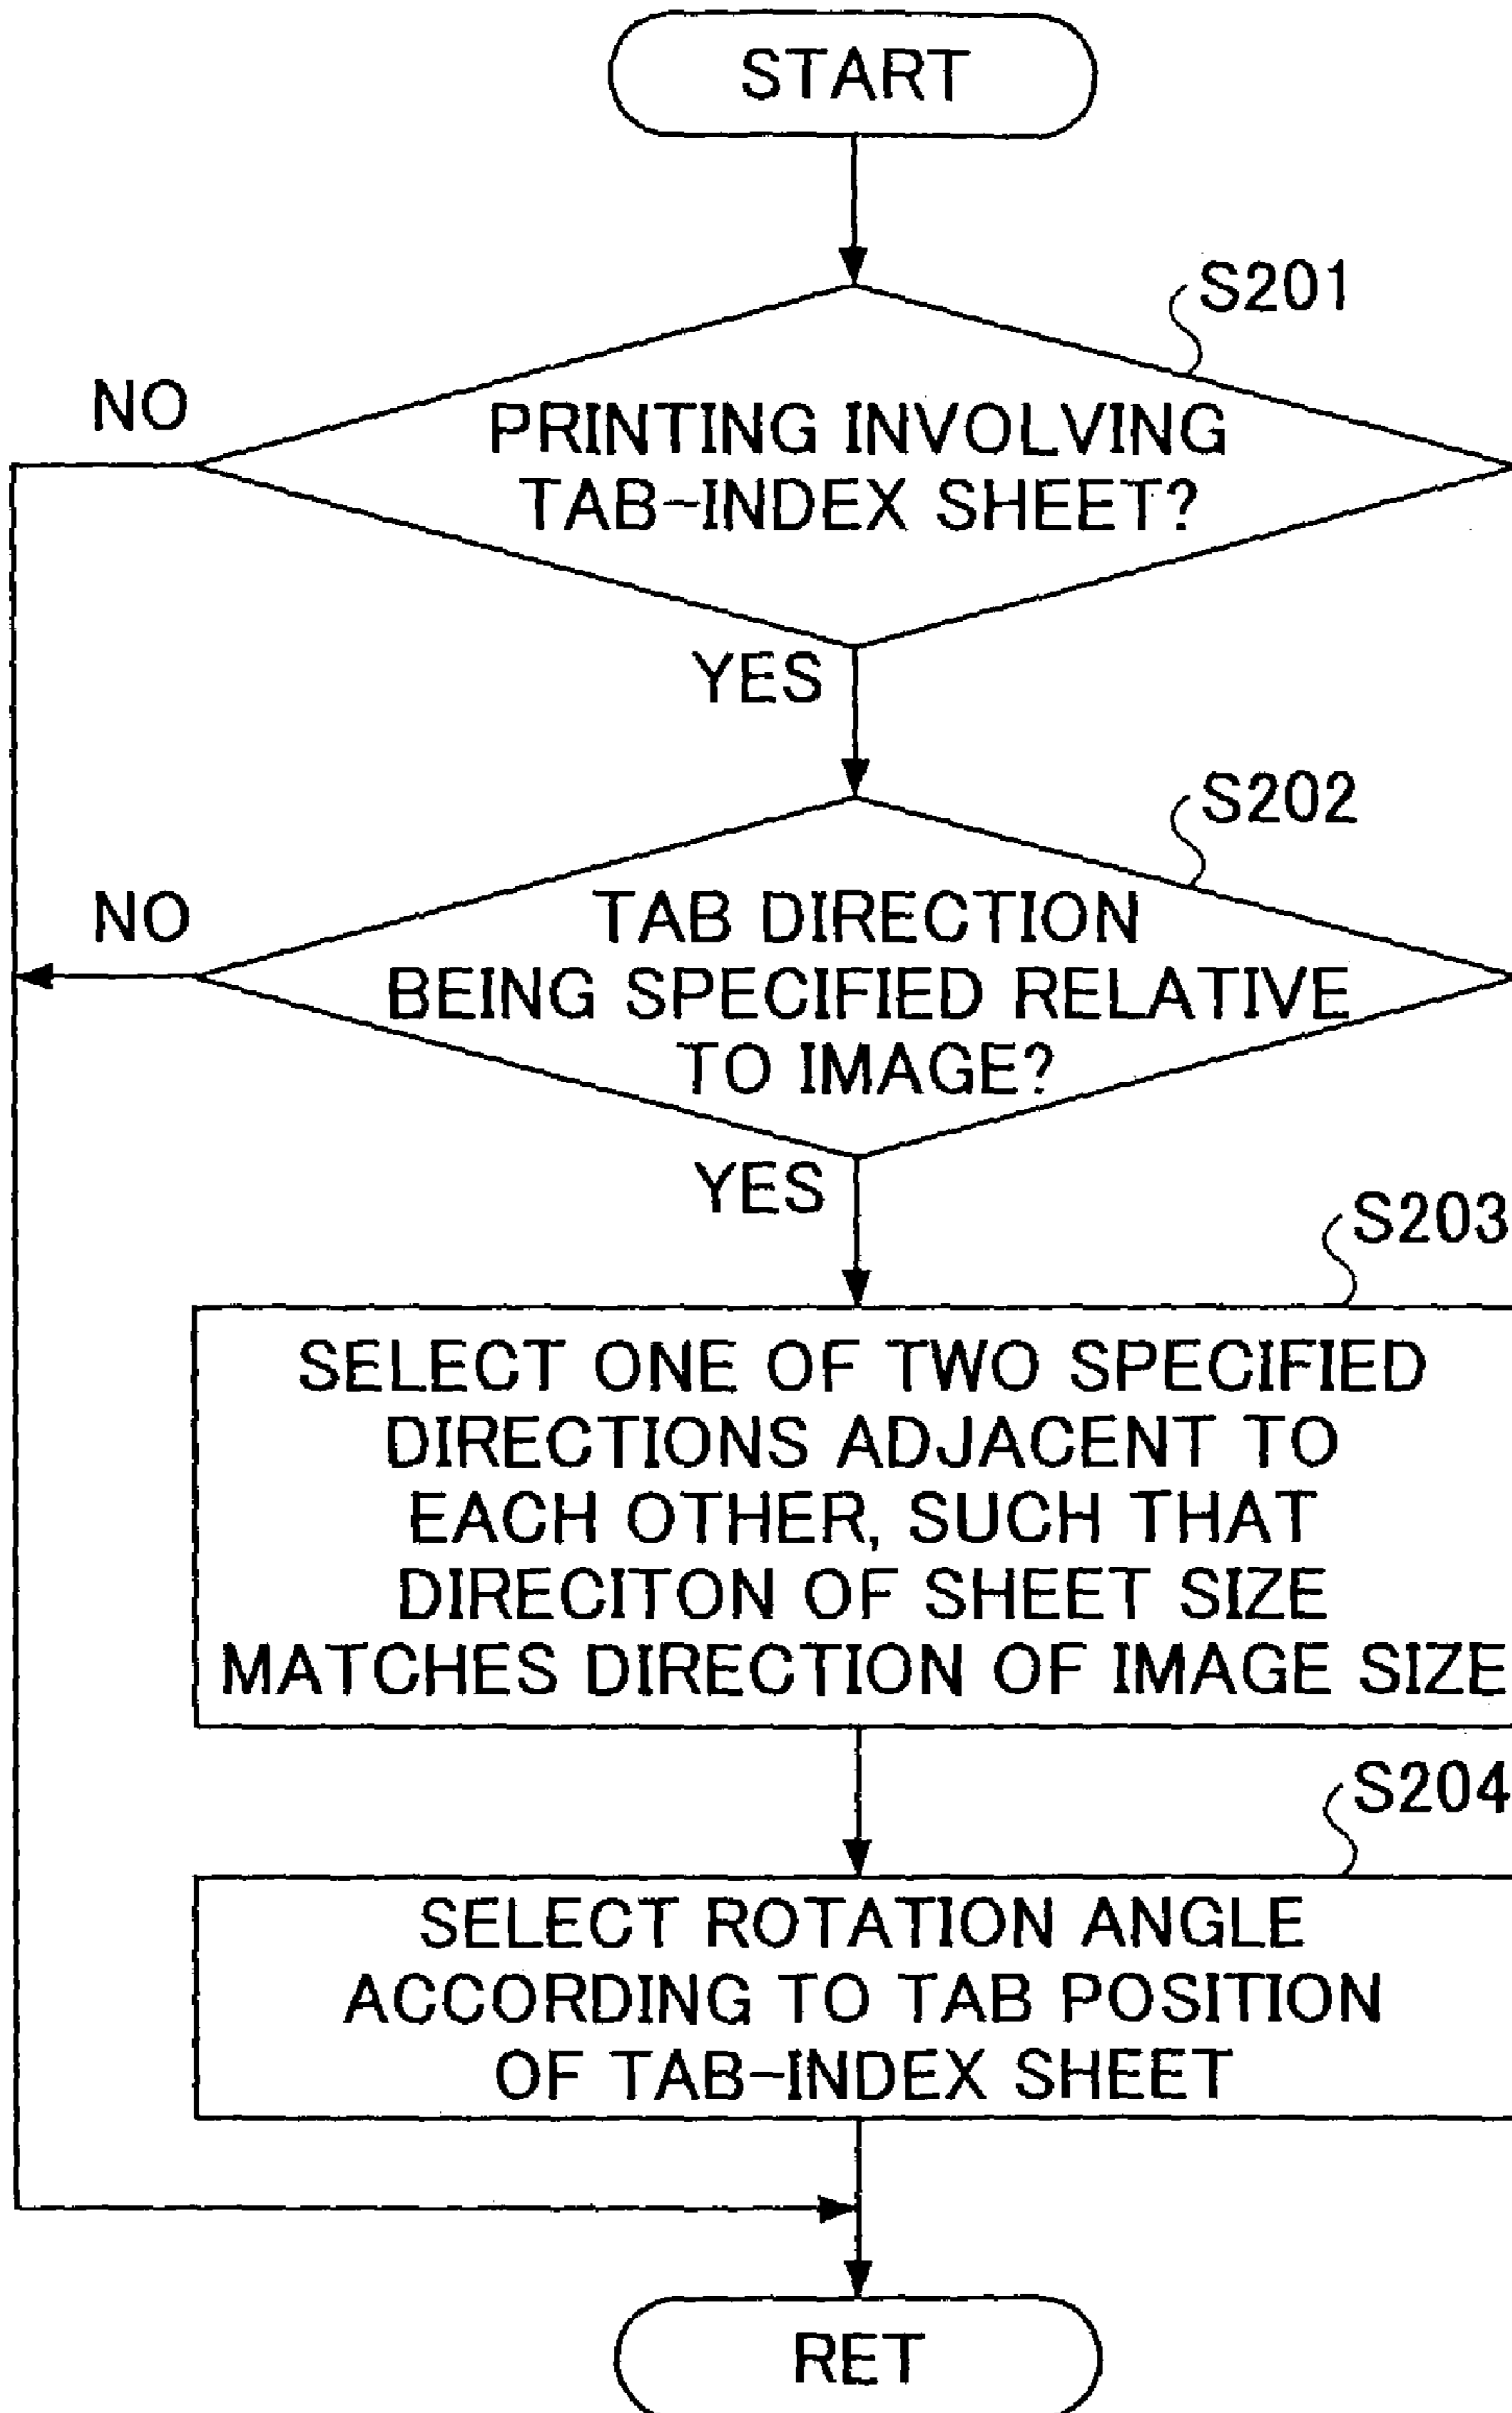 START
S201
NO
PRINTING INVOLVING
TAB-INDEX SHEET?
YES
S202
NO
TAB DIRECTION
BEING SPECIFIED RELATIVE
TO IMAGE?
YES
S203
SELECT ONE OF TWO SPECIFIED
DIRECTIONS ADJACENT TO
EACH OTHER, SUCH THAT
DIRECITON OF SHEET SIZE
MATCHES DIRECTION OF IMAGE SIZE
S204
SELECT ROTATION ANGLE
ACCORDING TO TAB POSITION
OF TAB-INDEX SHEET
RET